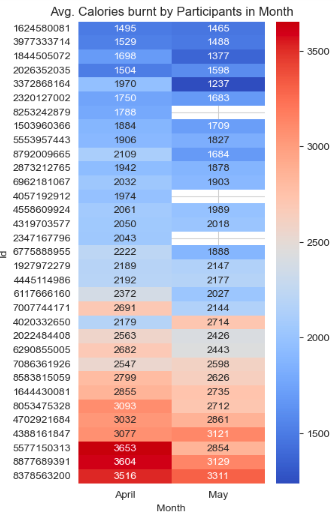 Avg. Calories burnt by Participants in Month
1624580081 1495 1465
3977333714 1529 1488
1844505072 1698 1377
2026352035 1504 1598
3372868164 1970 1237
2320127002 1750 1683
8253242879 1788
1503960366 1884 1709
5553957443 1906 1827
8792009665 2109 1684
2873212765 1942 1878
6962181067 2032 1903
4057192912 1974
4558609924 2061 1989
4319703577 2050 2018
2347167796 2043
6775888955 2222 1888
1927972279 2189 2147
4445114986 2192 2177
6117666160 2372 2027
7007744171 2691 2144
4020332650 2179 2714
2022484408 2563 2426
6290855005 2682 2443
7086361926 2547 2598
8583815059 2799 2626
1644430081 2855 2735
8053475328 3093 2712
4702921684 3032 2861
4388161847 3077 3121
5577150313 3653 2854
8877689391 3604 3129
8378563200 3516 3311
April May
Month
Id
3500
3000
2500
2000
1500